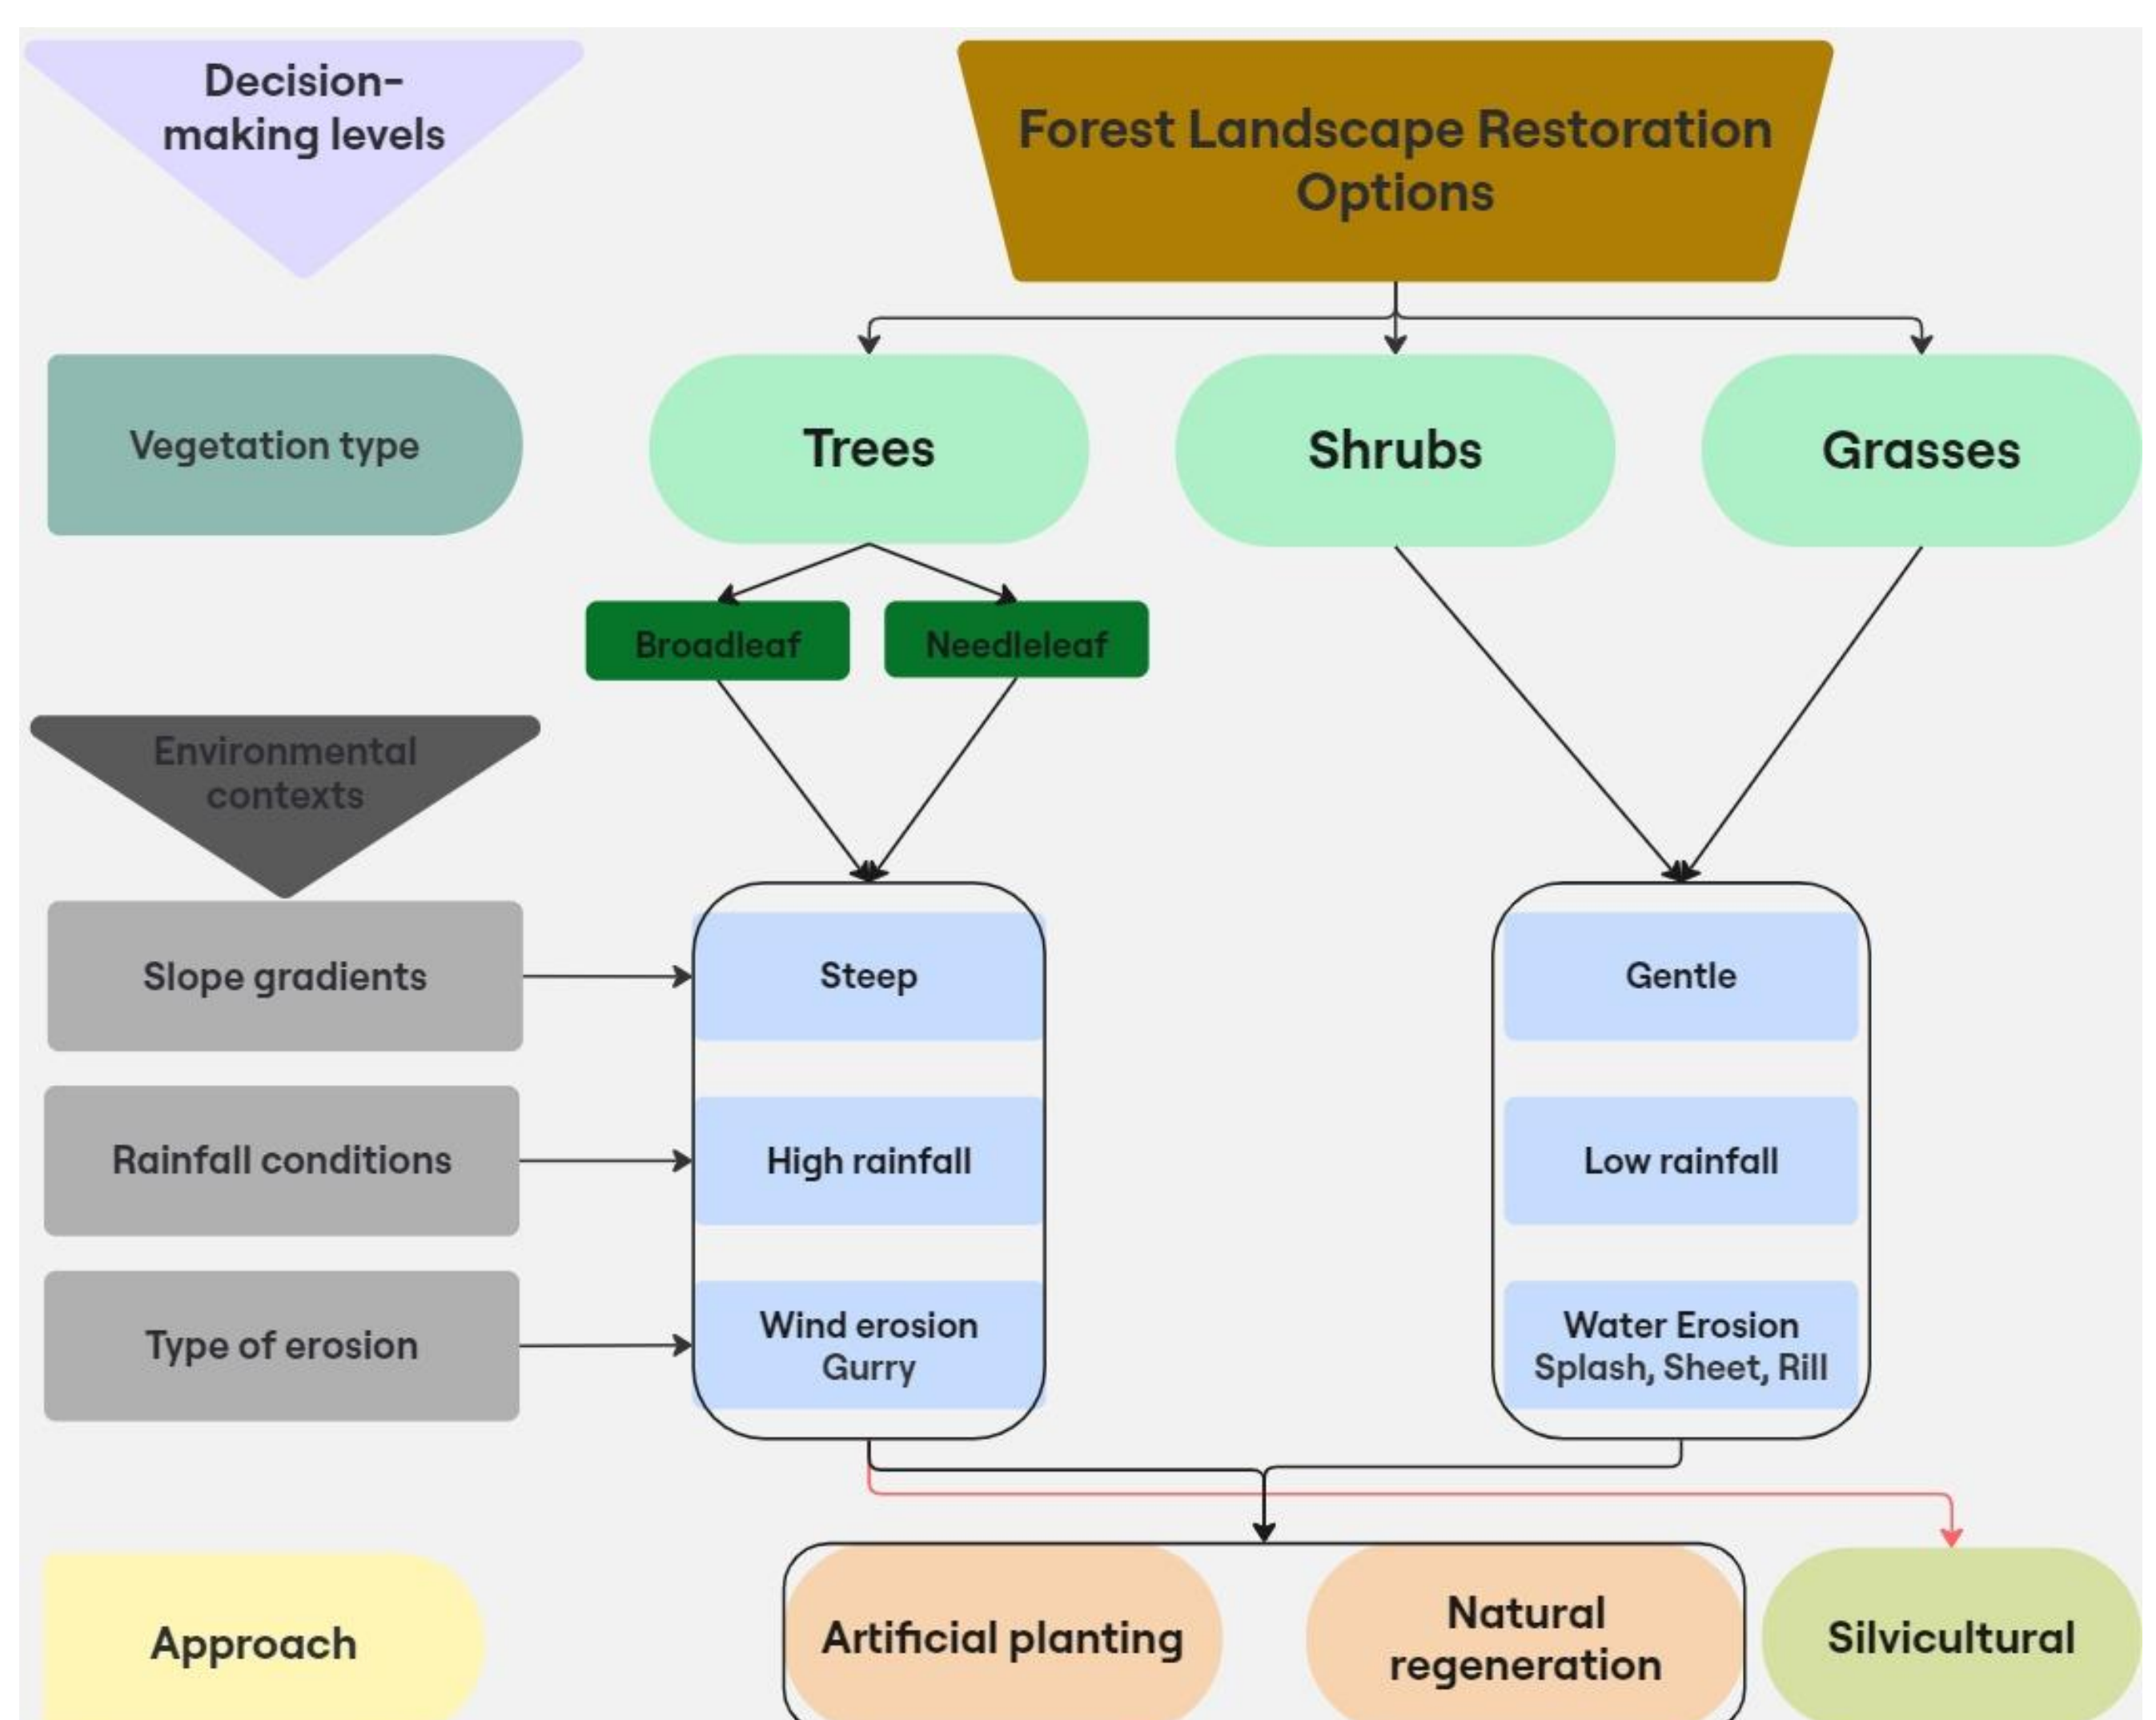 Decision-
making levels
Forest Landscape Restoration
Options
Vegetation type
Trees
Shrubs
Grasses
Broadleaf
Needleleaf
Environmental
contexts
Slope gradients
Steep
Gentle
Rainfall conditions
High rainfall
Low rainfall
Type of erosion
Wind erosion
Gurry
Water Erosion
Splash, Sheet, Rill
Approach
Artificial planting
Natural
regeneration
Silvicultural